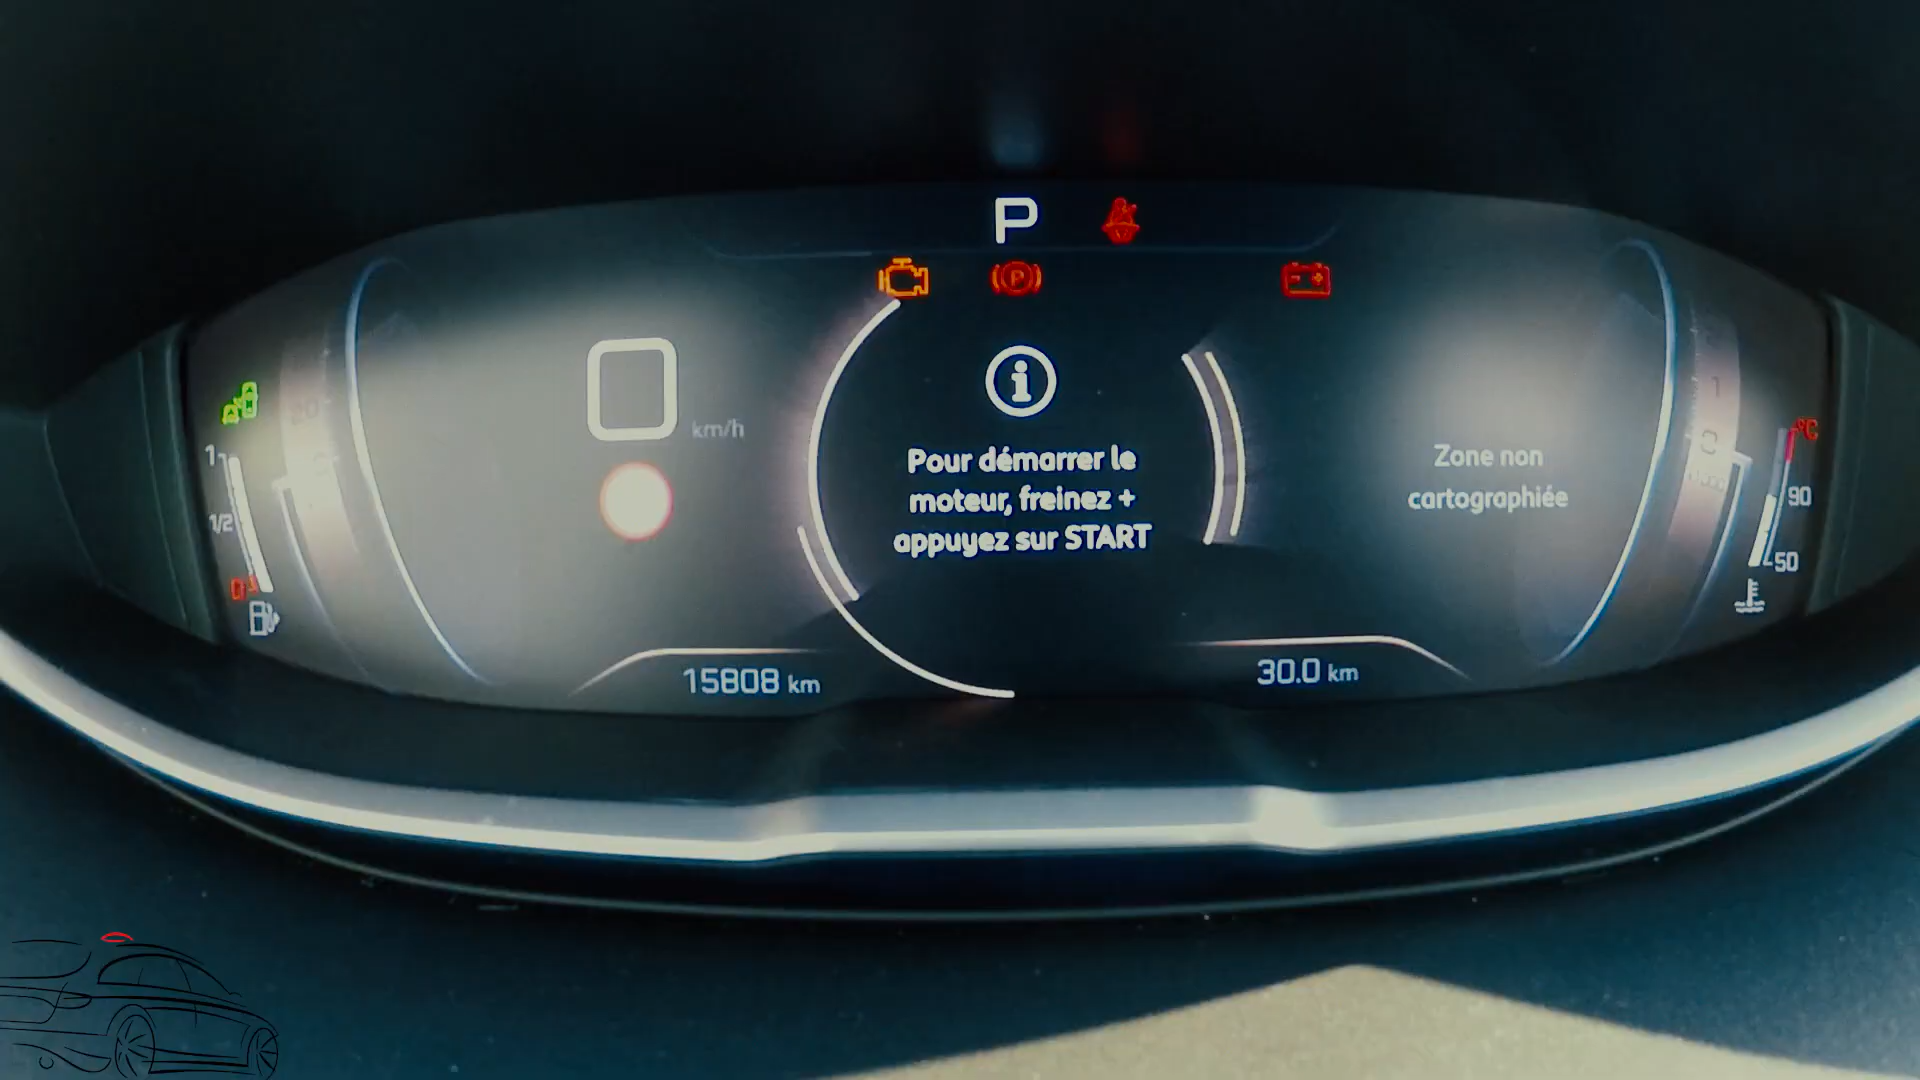 P
P
0
km/h
Pour démarrer le
moteur, freinez +
appuyez sur START
Zone non
cartographiée
1
1/2
0
°C
90
50
15808 km
30.0 km